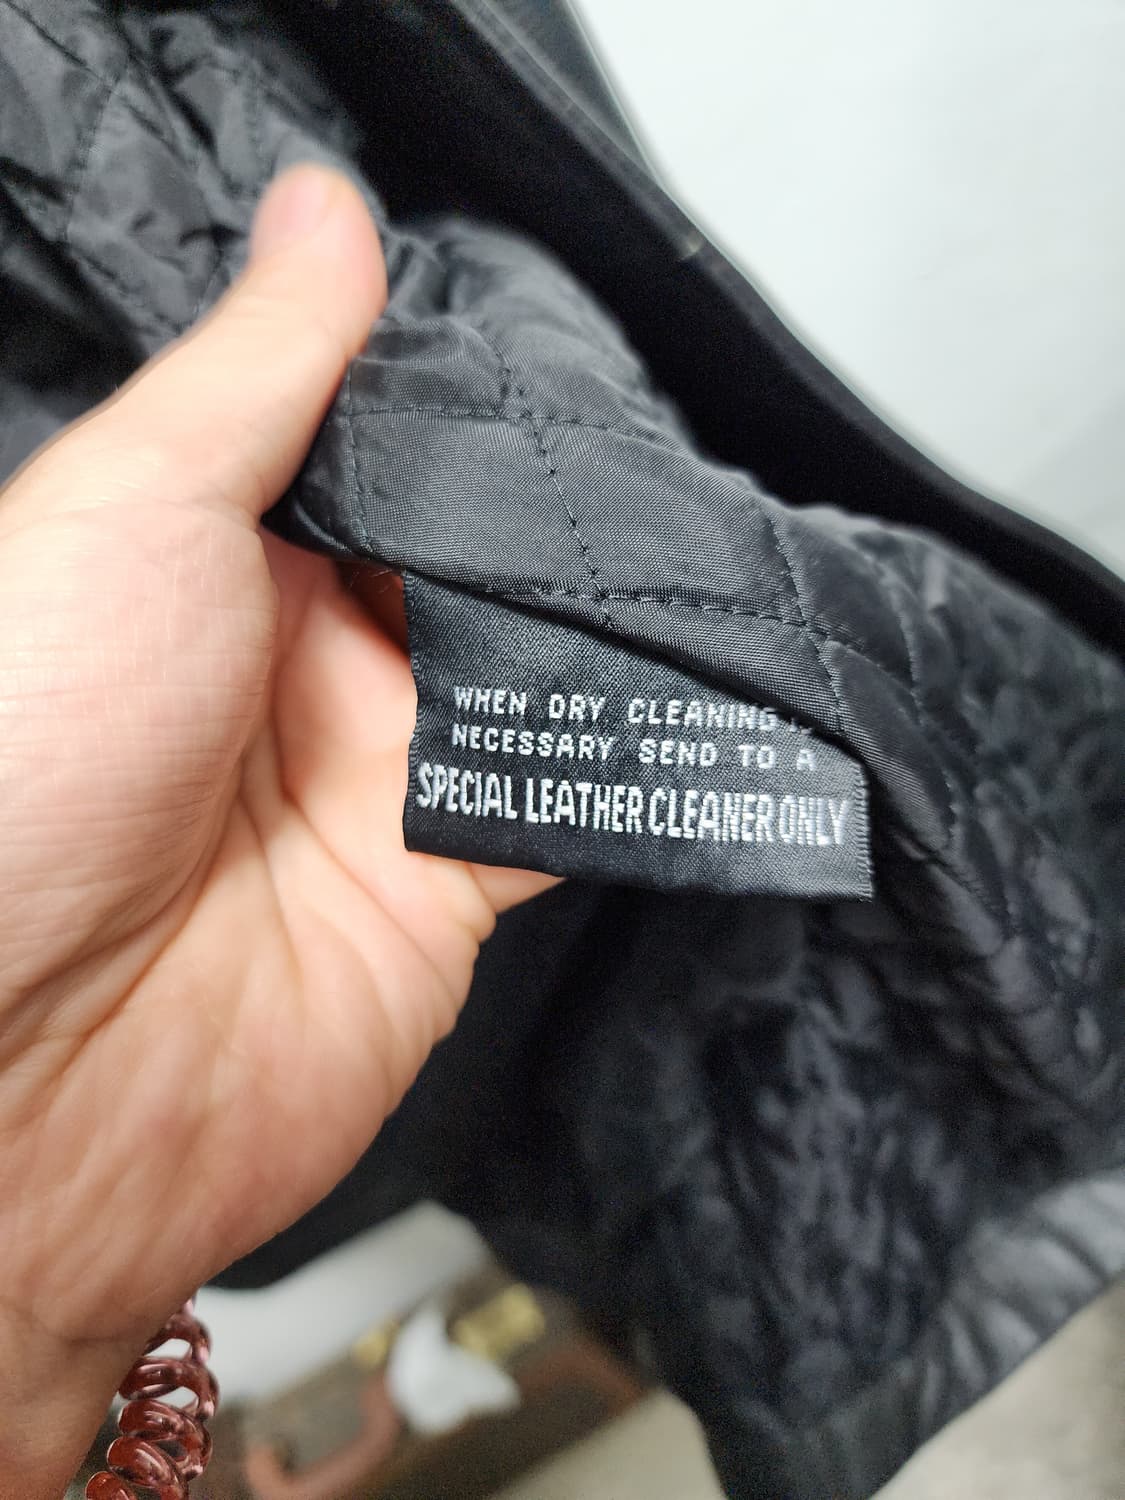 WHEN DRY CLEANING
NECESSARY SEND TO A
SPECIAL LEATHER CLEANER ONLY